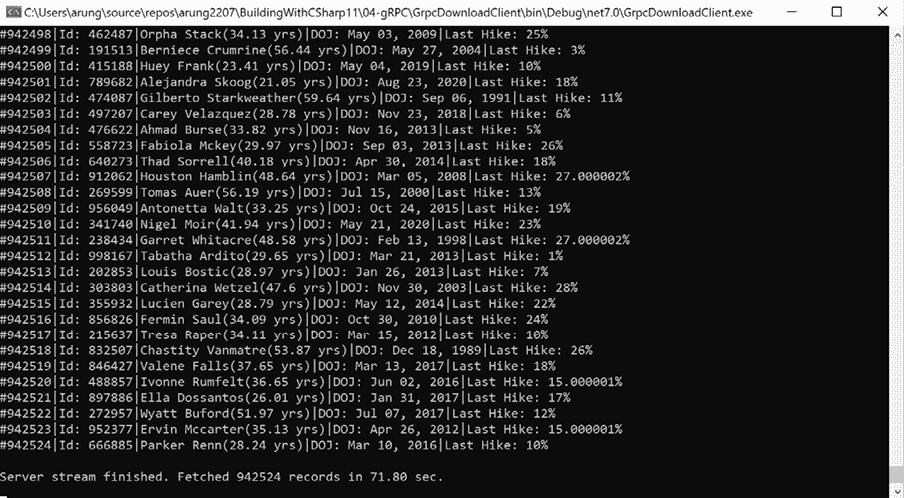 C:\Users\arung\source\repos\arung2207\BuildingWithCSharp11\04-gRPC\GrpcDownloadClient\bin\Debug\net7.0\GrpcDownloadClient.exe
#942498|Id: 462487|Orpha Stack(34.13 yrs)|DOJ: May 03, 2009|Last Hike: 25%
#942499|Id: 191513|Berniece Crumrine(56.44 yrs)|DOJ: May 27, 2004|Last Hike: 3%
#942500|Id: 415188|Huey Frank(23.41 yrs)|DOJ: May 04, 2019|Last Hike: 10%
#942501|Id: 789682|Alejandra Skoog(21.05 yrs)|DOJ: Aug 23, 2020|Last Hike: 18%
#942502|Id: 474087|Gilberto Starkweather(59.64 yrs)|DOJ: Sep 06, 1991|Last Hike: 11%
#942503|Id: 497207|Carey Velazquez(28.78 yrs)|DOJ: Nov 23, 2018|Last Hike: 6%
#942504|Id: 476622|Ahmad Burse(33.82 yrs)|DOJ: Nov 16, 2013|Last Hike: 5%
#942505|Id: 558723|Fabiola Mckey(29.97 yrs)|DOJ: Sep 03, 2013|Last Hike: 26%
#942506|Id: 640273|Thad Sorrell(40.18 yrs)|DOJ: Apr 30, 2014|Last Hike: 18%
#942507|Id: 912062|Houston Hamblin(48.64 yrs)|DOJ: Mar 05, 2008|Last Hike: 27.000002%
#942508|Id: 269599|Tomas Auer(56.19 yrs)|DOJ: Jul 15, 2000|Last Hike: 13%
#942509|Id: 956049|Antonetta Walt(33.25 yrs)|DOJ: Oct 24, 2015|Last Hike: 19%
#942510|Id: 341740|Nigel Moir(41.94 yrs)|DOJ: May 21, 2020|Last Hike: 23%
#942511|Id: 238434|Garret Whitacre(48.58 yrs)|DOJ: Feb 13, 1998|Last Hike: 27.000002%
#942512|Id: 998167|Tabatha Ardito(29.65 yrs)|DOJ: Mar 21, 2013|Last Hike: 1%
#942513|Id: 202853|Louis Bostic(28.97 yrs)|DOJ: Jan 26, 2013|Last Hike: 7%
#942514|Id: 303803|Catherina Wetzel(47.6 yrs)|DOJ: Nov 30, 2003|Last Hike: 28%
#942515|Id: 355932|Lucien Garey(28.79 yrs)|DOJ: May 12, 2014|Last Hike: 22%
#942516|Id: 856826|Fermin Saul(34.09 yrs)|DOJ: Oct 30, 2010|Last Hike: 24%
#942517|Id: 215637|Tresa Raper(34.11 yrs)|DOJ: Mar 15, 2012|Last Hike: 10%
#942518|Id: 832507|Chastity Vanmatre(53.87 yrs)|DOJ: Dec 18, 1989|Last Hike: 26%
#942519|Id: 846427|Valene Falls(37.65 yrs)|DOJ: Mar 13, 2017|Last Hike: 18%
#942520|Id: 488857|Ivonne Rumfelt(36.65 yrs)|DOJ: Jun 02, 2016|Last Hike: 15.000001%
#942521|Id: 897886|Ella Dossantos(26.01 yrs)|DOJ: Jan 31, 2017|Last Hike: 17%
#942522|Id: 272957|Wyatt Buford(51.97 yrs)|DOJ: Jul 07, 2017|Last Hike: 12%
#942523|Id: 952377|Ervin Mccarter(35.13 yrs)|DOJ: Apr 26, 2012|Last Hike: 15.000001%
#942524|Id: 666885|Parker Renn(28.24 yrs)|DOJ: Mar 10, 2016|Last Hike: 10%
Server stream finished. Fetched 942524 records in 71.80 sec.